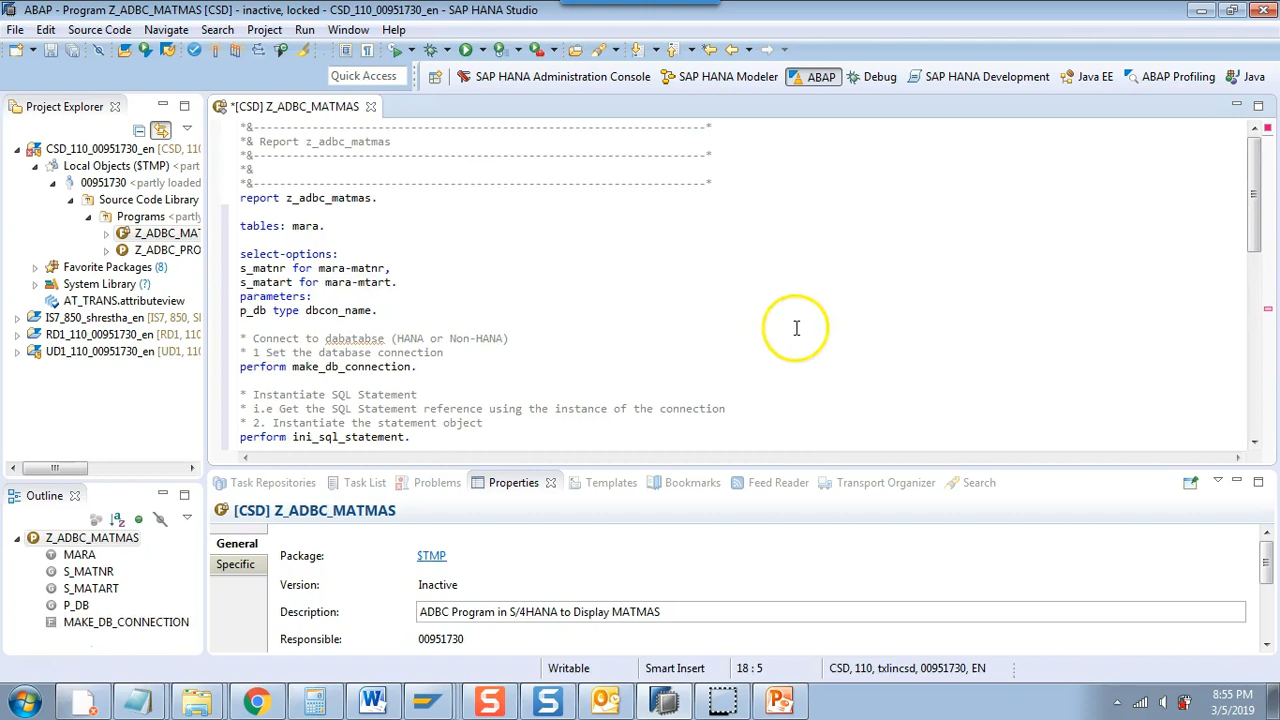 ABAP - Program Z_ADBC_MATMAS [CSD] - inactive, locked - CSD_110_00951730_en - SAP HANA Studio
File Edit Source Code Navigate Search Project Run Window Help
Quick Access
SAP HANA Administration Console SAP HANA Modeler ABAP Debug SAP HANA Development Java EE ABAP Profiling Java
Project Explorer
CSD_110_00951730_en [CSD, 110
Local Objects ($TMP) <part
00951730 <partly loaded
Source Code Library
Programs <partly
Z_ADBC_MAT
Z_ADBC_PRO
Favorite Packages (8)
System Library (?)
AT_TRANS.attributeview
IS7_850_shrestha_en [IS7, 850, S
RD1_110_00951730_en [RD1, 110
UD1_110_00951730_en [UD1, 110
Outline
Z_ADBC_MATMAS
MARA
S_MATNR
S_MATART
P_DB
MAKE_DB_CONNECTION
*[CSD] Z_ADBC_MATMAS
*&---------------------------------------------------------------------*
*& Report z_adbc_matmas
*&---------------------------------------------------------------------*
*&
*&---------------------------------------------------------------------*
report z_adbc_matmas.
tables: mara.
select-options:
s_matnr for mara-matnr,
s_matart for mara-mtart.
parameters:
p_db type dbcon_name.
* Connect to dabatabse (HANA or Non-HANA)
* 1 Set the database connection
perform make_db_connection.
* Instantiate SQL Statement
* i.e Get the SQL Statement reference using the instance of the connection
* 2. Instantiate the statement object
perform ini_sql_statement.
Task Repositories Task List Problems Properties Templates Bookmarks Feed Reader Transport Organizer Search
[CSD] Z_ADBC_MATMAS
General
Specific
Package: $TMP
Version: Inactive
Description: ADBC Program in S/4HANA to Display MATMAS
Responsible: 00951730
Writable Smart Insert 18 : 5 CSD, 110, txlincsd, 00951730, EN
8:55 PM
3/5/2019